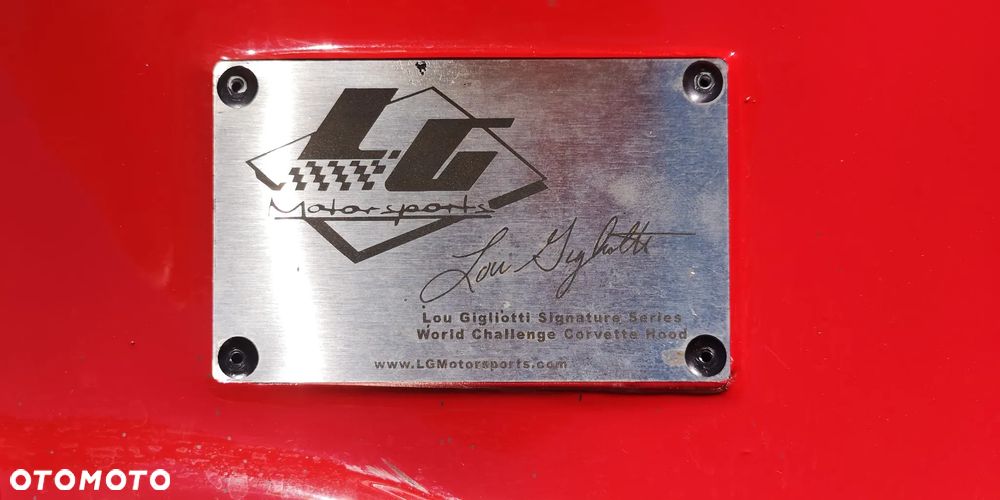 LG
Motorsports
Lou Gigliotti
Lou Gigliotti Signature Series
World Challenge Corvette Hood
www.LGMotorsports.com
OTOMOTO